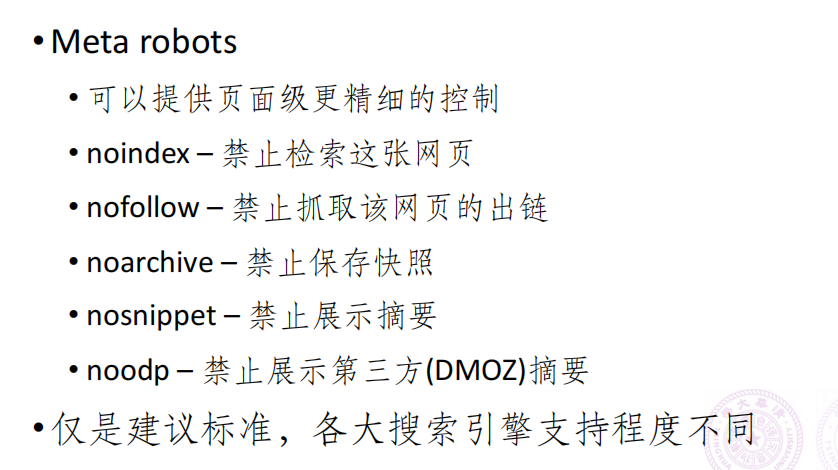 • Meta robots
• 可以提供页面级更精细的控制
• noindex – 禁止检索这张网页
• nofollow – 禁止抓取该网页的出链
• noarchive – 禁止保存快照
• nosnippet – 禁止展示摘要
• noodp – 禁止展示第三方(DMOZ)摘要
• 仅是建议标准，各大搜索引擎支持程度不同